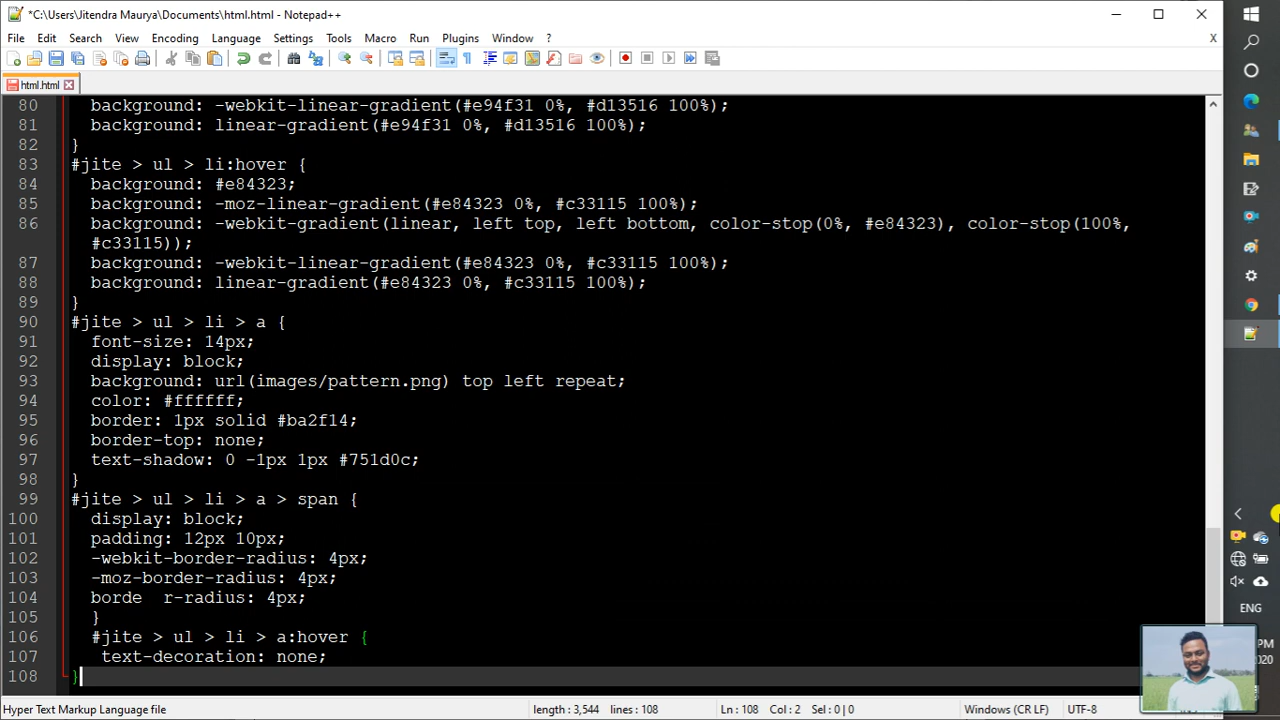 *C:\Users\Jitendra Maurya\Documents\html.html - Notepad++
File Edit Search View Encoding Language Settings Tools Macro Run Plugins Window ? X
html.html
80 background: -webkit-linear-gradient(#e94f31 0%, #d13516 100%);
81 background: linear-gradient(#e94f31 0%, #d13516 100%);
82 }
83 #jite > ul > li:hover {
84 background: #e84323;
85 background: -moz-linear-gradient(#e84323 0%, #c33115 100%);
86 background: -webkit-gradient(linear, left top, left bottom, color-stop(0%, #e84323), color-stop(100%,
#c33115));
87 background: -webkit-linear-gradient(#e84323 0%, #c33115 100%);
88 background: linear-gradient(#e84323 0%, #c33115 100%);
89 }
90 #jite > ul > li > a {
91 font-size: 14px;
92 display: block;
93 background: url(images/pattern.png) top left repeat;
94 color: #ffffff;
95 border: 1px solid #ba2f14;
96 border-top: none;
97 text-shadow: 0 -1px 1px #751d0c;
98 }
99 #jite > ul > li > a > span {
100 display: block;
101 padding: 12px 10px;
102 -webkit-border-radius: 4px;
103 -moz-border-radius: 4px;
104 borde  r-radius: 4px;
105 }
106 #jite > ul > li > a:hover {
107 text-decoration: none;
108 }
ENG
PM
2020
Hyper Text Markup Language file length : 3,544 lines : 108 Ln : 108 Col : 2 Sel : 0 | 0 Windows (CR LF) UTF-8